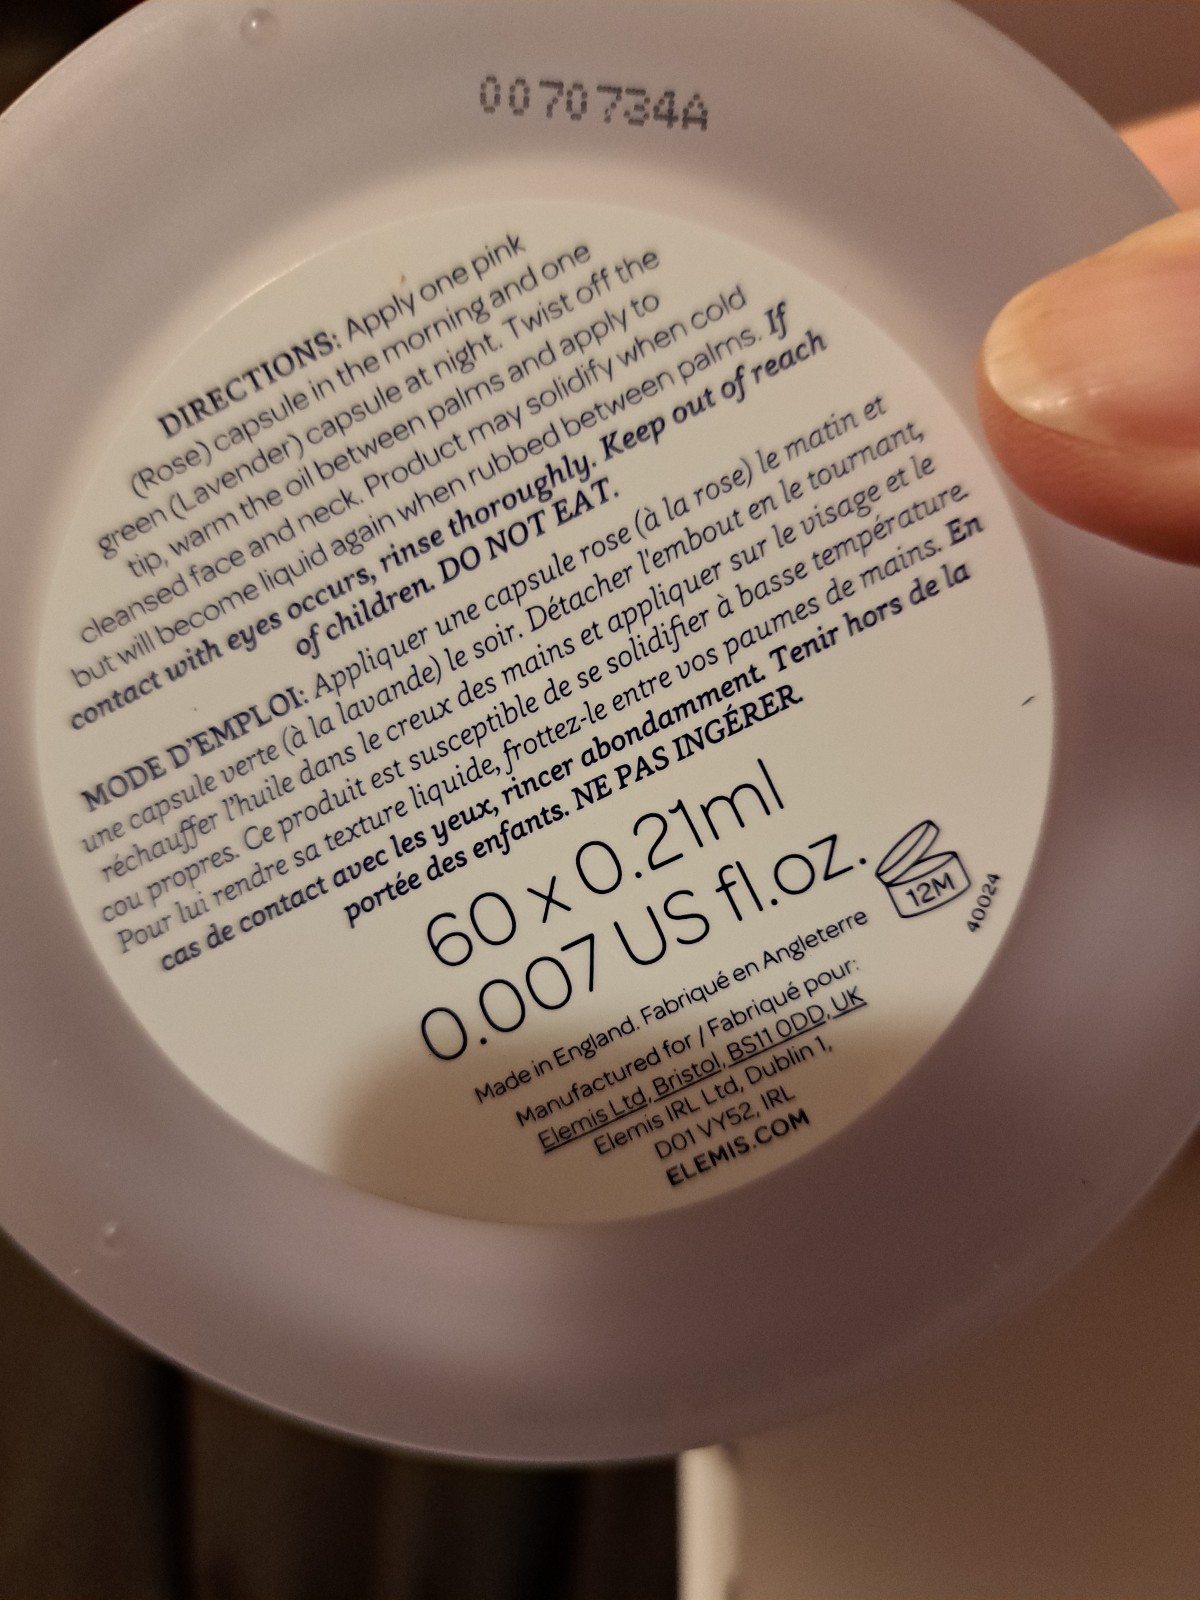 0070734A
DIRECTIONS: Apply one pink
(Rose) capsule in the morning and one
green (Lavender) capsule at night. Twist off the
tip, warm the oil between palms and apply to
cleansed face and neck. Product may solidify when cold
but will become liquid again when rubbed between palms. If
contact with eyes occurs, rinse thoroughly. Keep out of reach
of children. DO NOT EAT.
MODE D'EMPLOI: Appliquer une capsule rose (à la rose) le matin et
une capsule verte (à la lavande) le soir. Détacher l'embout en le tournant,
réchauffer l'huile dans le creux des mains et appliquer sur le visage et le
cou propres. Ce produit est susceptible de se solidifier à basse température.
Pour lui rendre sa texture liquide, frottez-le entre vos paumes de mains. En
cas de contact avec les yeux, rincer abondamment. Tenir hors de la
portée des enfants. NE PAS INGÉRER.
60 x 0.21ml
0.007 US fl.oz.
12M
40024
Made in England. Fabriqué en Angleterre
Manufactured for / Fabriqué pour:
Elemis Ltd, Bristol, BS11 0DD, UK
Elemis IRL Ltd, Dublin 1,
D01 VY52, IRL
ELEMIS.COM